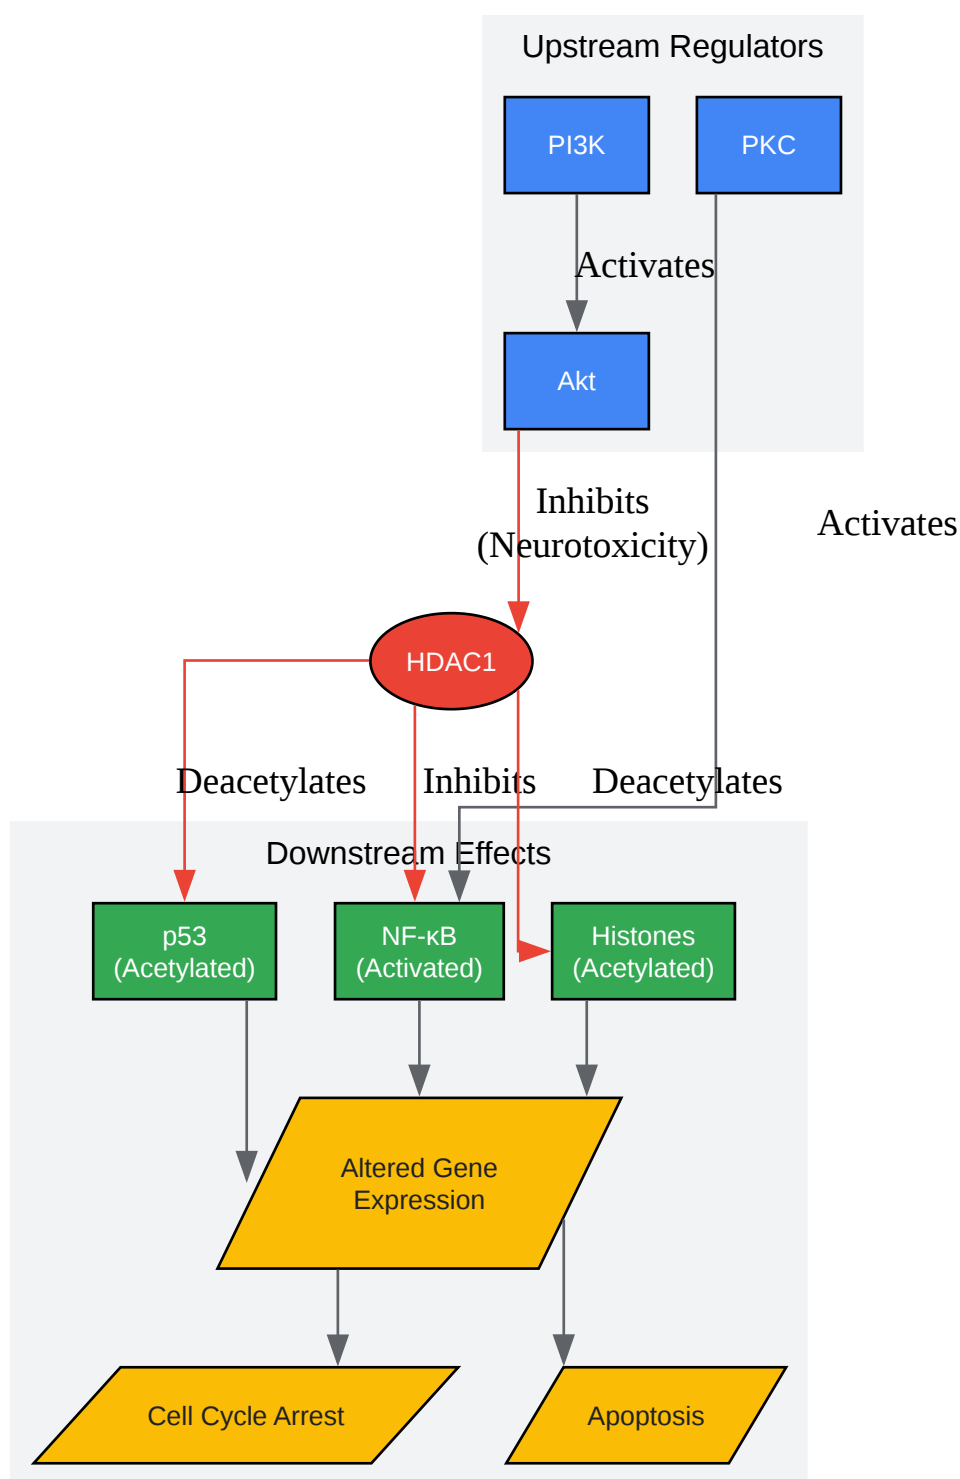 Upstream Regulators
PI3K
PKC
Activates
Akt
Inhibits
(Neurotoxicity)
Activates
HDAC1
Deacetylates
Inhibits
Deacetylates
Downstream Effects
p53
(Acetylated)
NF-κB
(Activated)
Histones
(Acetylated)
Altered Gene
Expression
Cell Cycle Arrest
Apoptosis